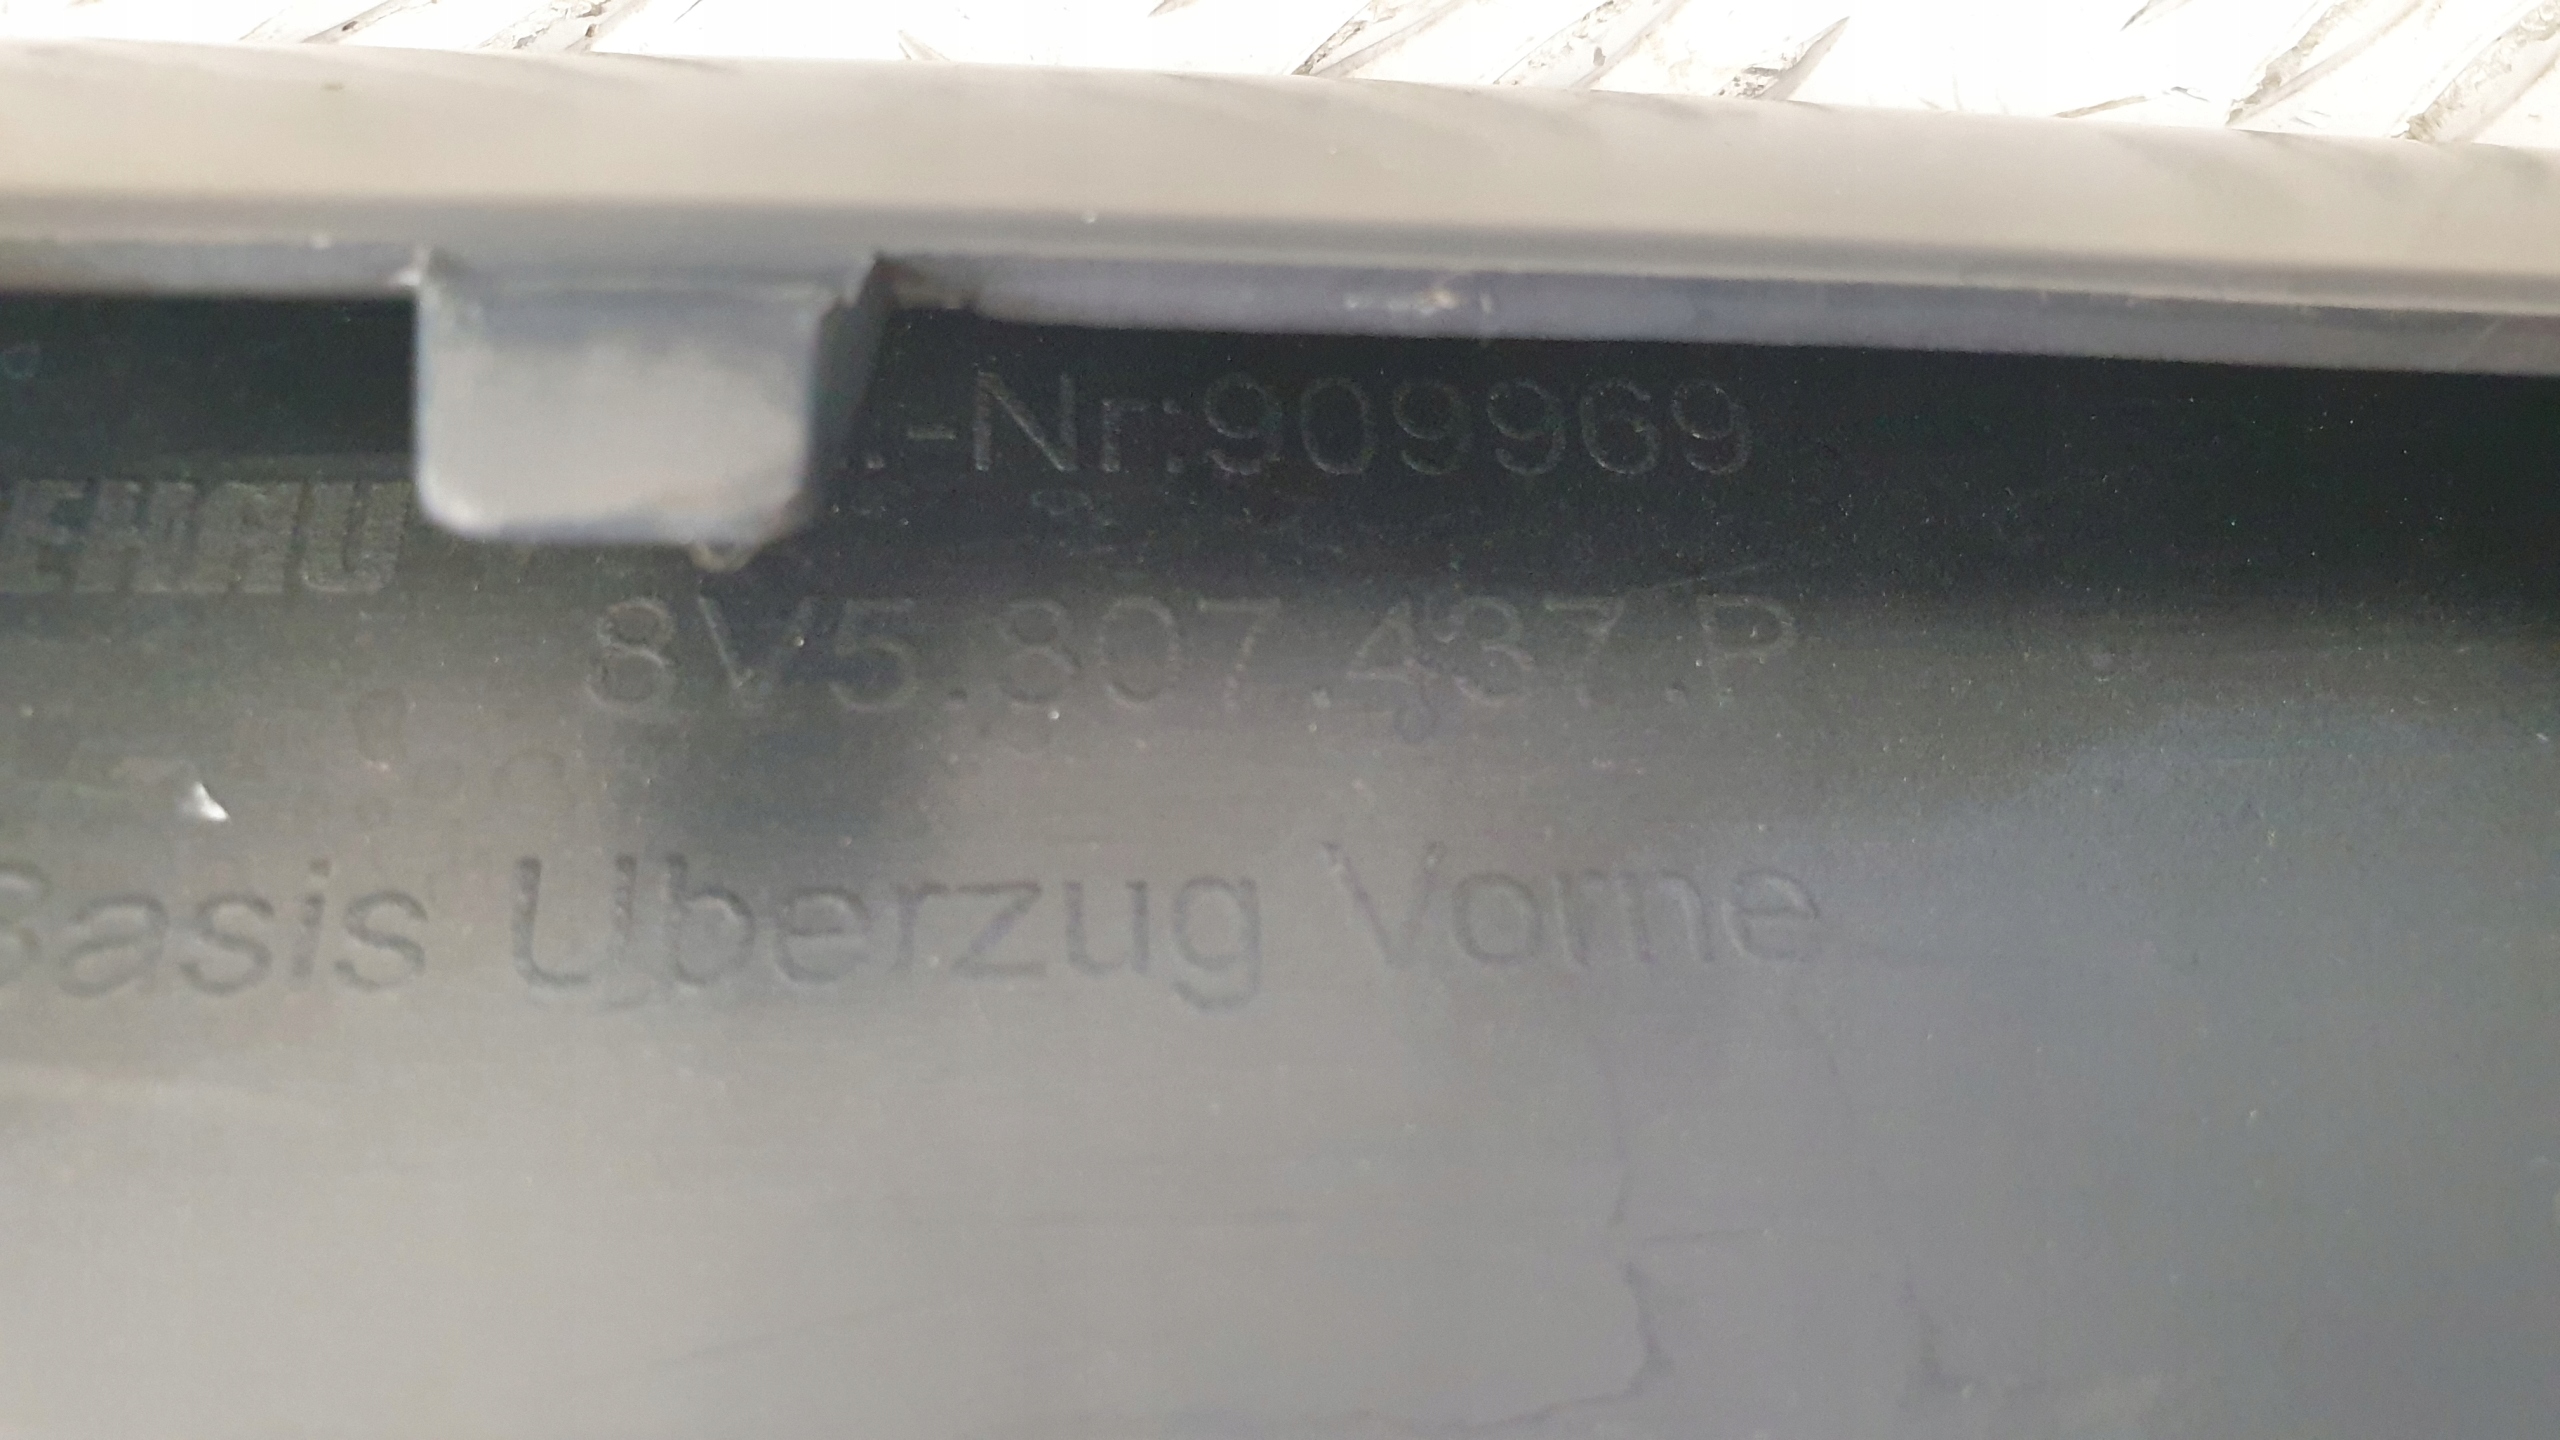 .-Nr:909969
8V5.807.437.P
Basis Überzug Vorne